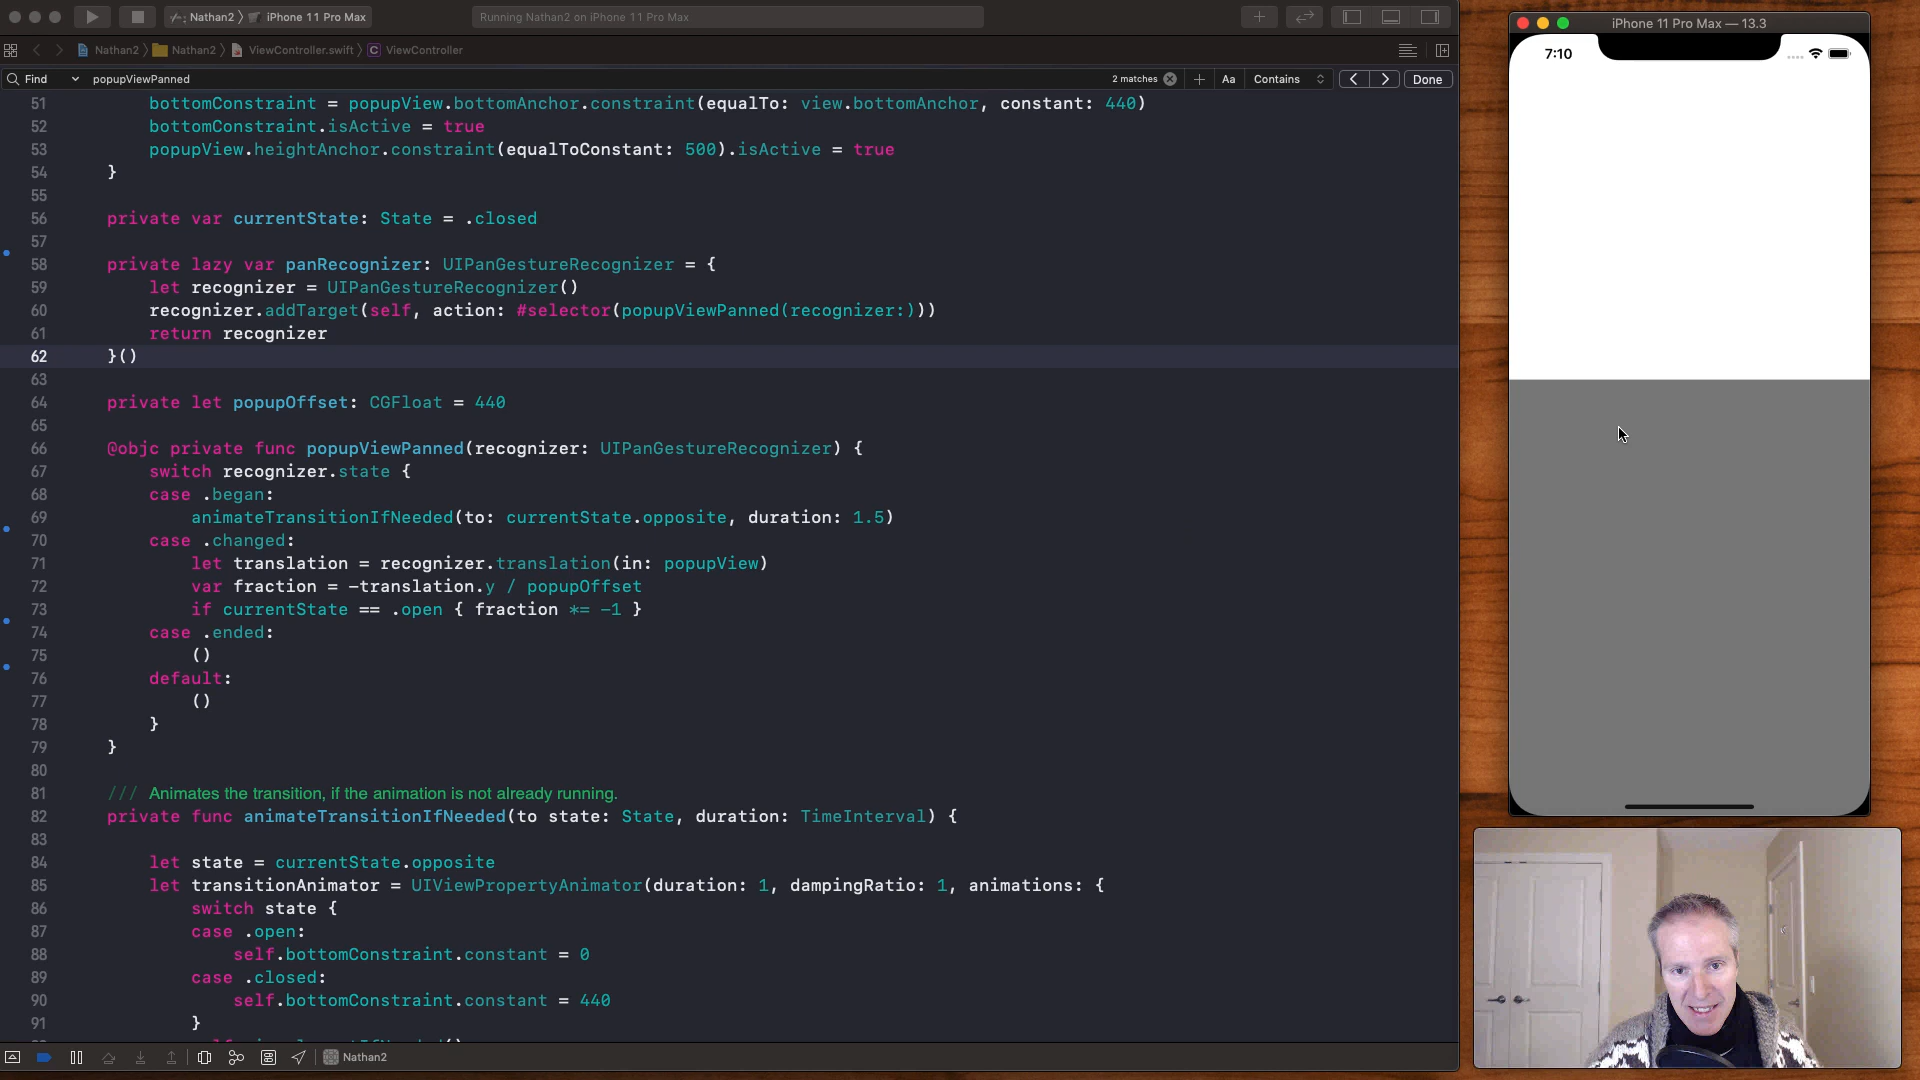 Nathan2 〉 iPhone 11 Pro Max
Running Nathan2 on iPhone 11 Pro Max
iPhone 11 Pro Max — 13.3
Nathan2 〉 Nathan2 〉 ViewController.swift 〉 C ViewController
Find popupViewPanned 2 matches Aa Contains Done
7:10
51 bottomConstraint = popupView.bottomAnchor.constraint(equalTo: view.bottomAnchor, constant: 440)
52 bottomConstraint.isActive = true
53 popupView.heightAnchor.constraint(equalToConstant: 500).isActive = true
54 }
55
56 private var currentState: State = .closed
57
58 private lazy var panRecognizer: UIPanGestureRecognizer = {
59 let recognizer = UIPanGestureRecognizer()
60 recognizer.addTarget(self, action: #selector(popupViewPanned(recognizer:)))
61 return recognizer
62 }()
63
64 private let popupOffset: CGFloat = 440
65
66 @objc private func popupViewPanned(recognizer: UIPanGestureRecognizer) {
67 switch recognizer.state {
68 case .began:
69 animateTransitionIfNeeded(to: currentState.opposite, duration: 1.5)
70 case .changed:
71 let translation = recognizer.translation(in: popupView)
72 var fraction = -translation.y / popupOffset
73 if currentState == .open { fraction *= -1 }
74 case .ended:
75 ()
76 default:
77 ()
78 }
79 }
80
81 /// Animates the transition, if the animation is not already running.
82 private func animateTransitionIfNeeded(to state: State, duration: TimeInterval) {
83
84 let state = currentState.opposite
85 let transitionAnimator = UIViewPropertyAnimator(duration: 1, dampingRatio: 1, animations: {
86 switch state {
87 case .open:
88 self.bottomConstraint.constant = 0
89 case .closed:
90 self.bottomConstraint.constant = 440
91 }
Nathan2